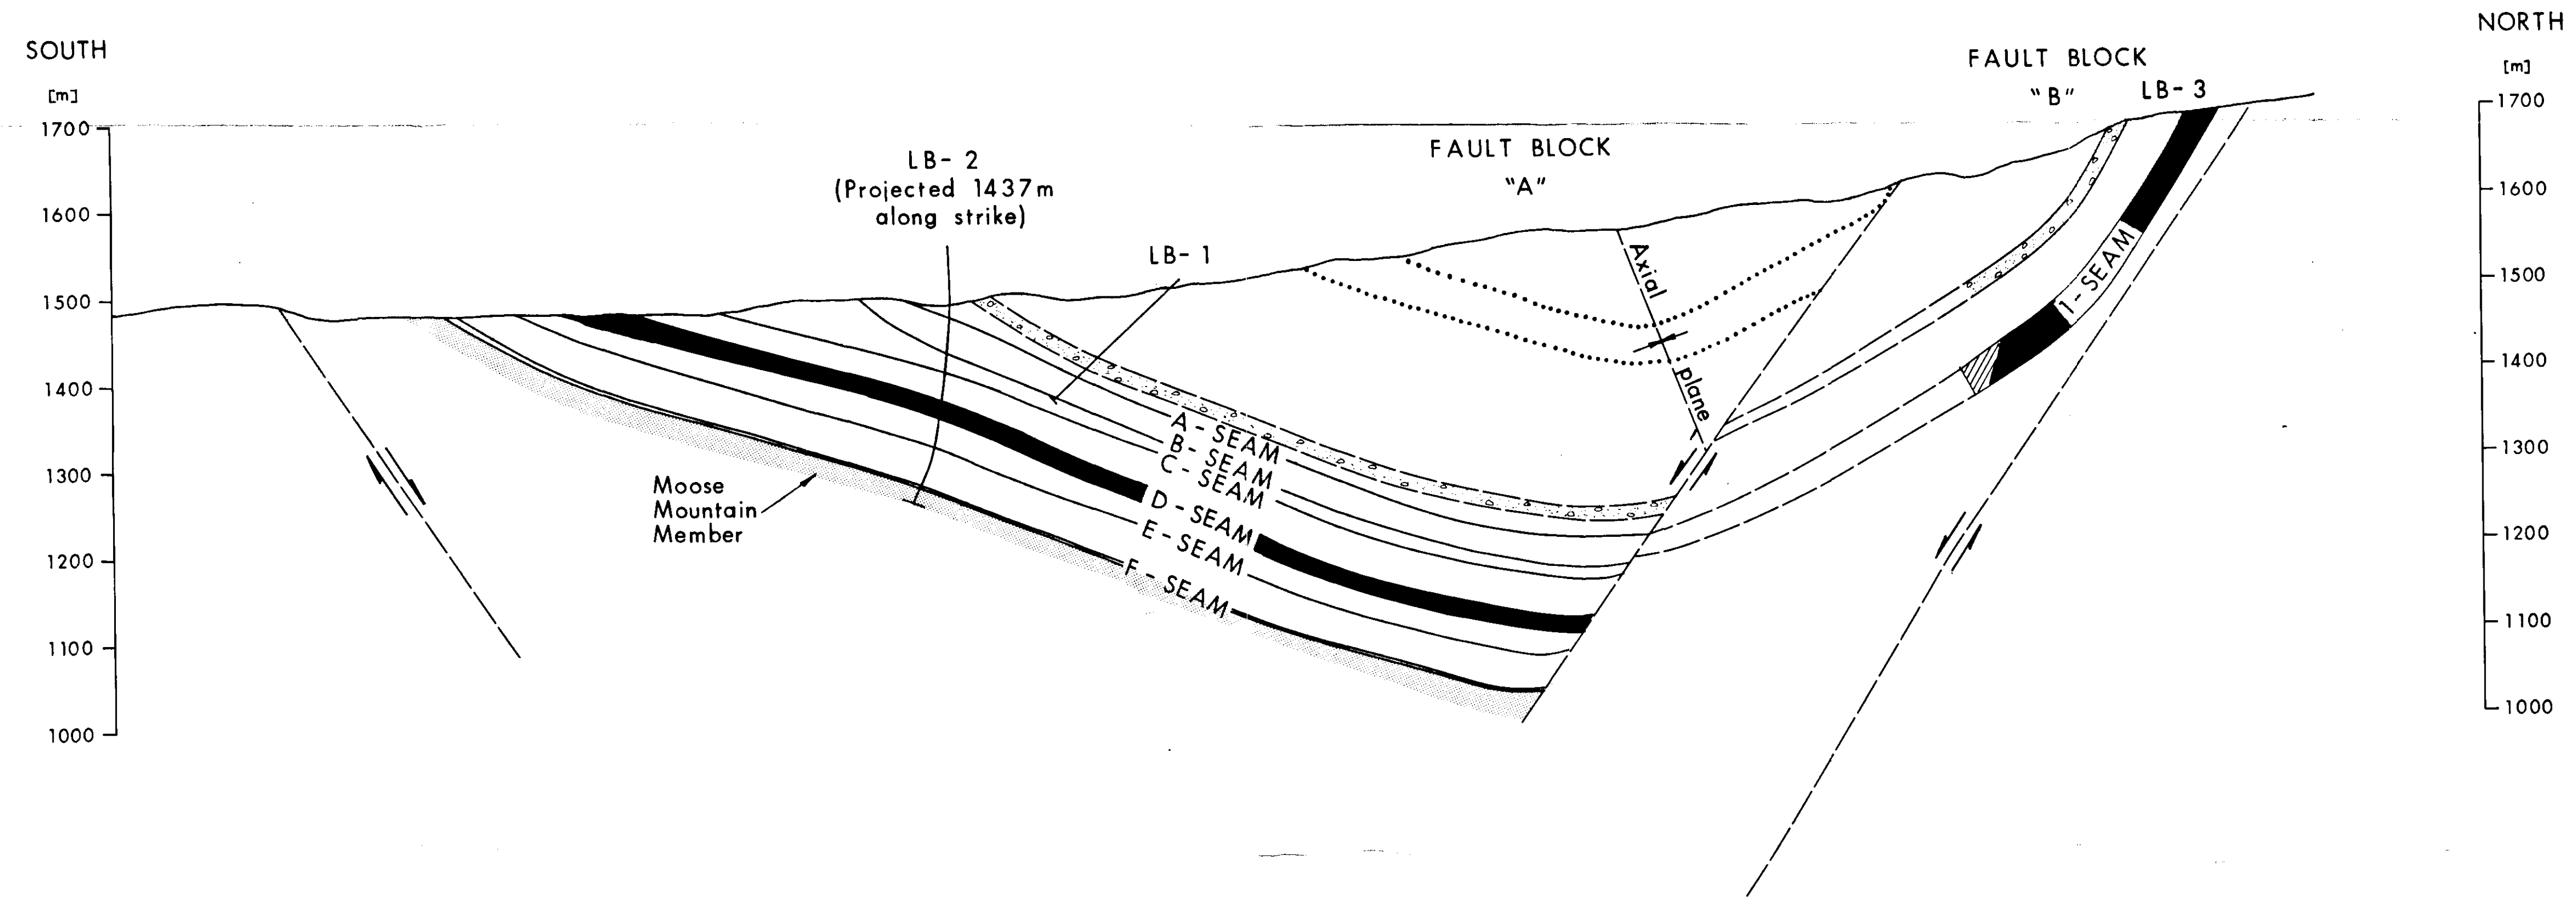 SOUTH
[m]
1700
1600
1500
1400
1300
1200
1100
1000
LB- 2
(Projected 1437m
along strike)
LB- 1
Moose
Mountain
Member
A - SEAM
B - SEAM
C - SEAM
D - SEAM
E - SEAM
F - SEAM
FAULT BLOCK
"A"
Axial
plane
FAULT BLOCK
"B"
LB- 3
1 - SEAM
NORTH
[m]
1700
1600
1500
1400
1300
1200
1100
1000